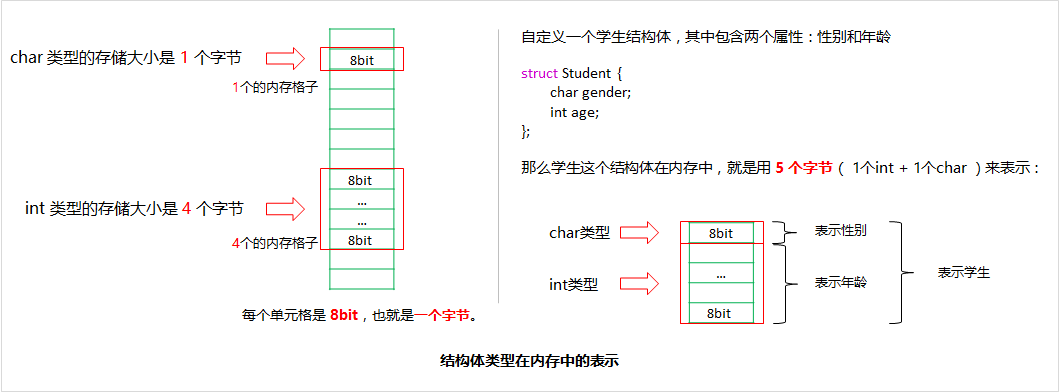 char 类型的存储大小是 1 个字节
8bit
1个的内存格子
int 类型的存储大小是 4 个字节
8bit
...
...
8bit
4个的内存格子
每个单元格是 8bit，也就是一个字节。
自定义一个学生结构体，其中包含两个属性：性别和年龄
struct Student {
char gender;
int age;
};
那么学生这个结构体在内存中，就是用 5 个字节（ 1个int + 1个char ）来表示：
char类型
8bit
表示性别
int类型
...
8bit
表示年龄
表示学生
结构体类型在内存中的表示